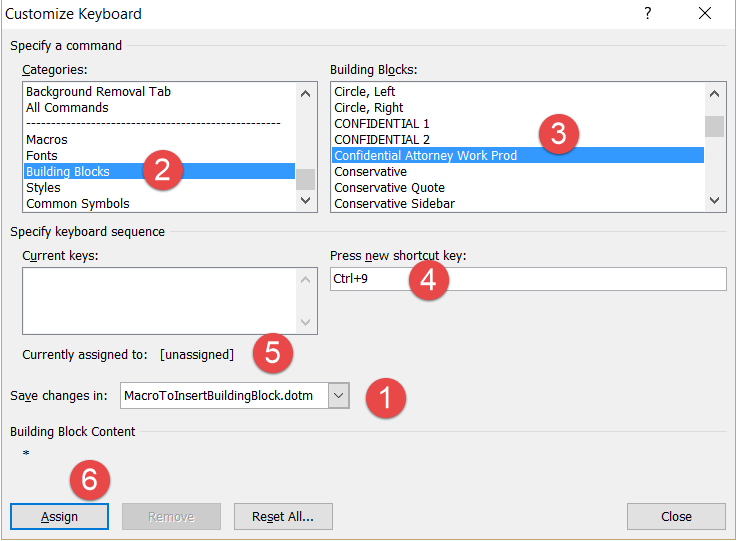 Customize Keyboard
?
Specify a command
Categories:
Background Removal Tab
All Commands
--------------------------------------------------
Macros
Fonts
Building Blocks
Styles
Common Symbols
2
Building Blocks:
Circle, Left
Circle, Right
CONFIDENTIAL 1
CONFIDENTIAL 2
Confidential Attorney Work Prod
Conservative
Conservative Quote
Conservative Sidebar
3
Specify keyboard sequence
Current keys:
Press new shortcut key:
Ctrl+9
4
Currently assigned to: [unassigned]
5
Save changes in: MacroToInsertBuildingBlock.dotm
1
Building Block Content
*
6
Assign
Remove
Reset All...
Close